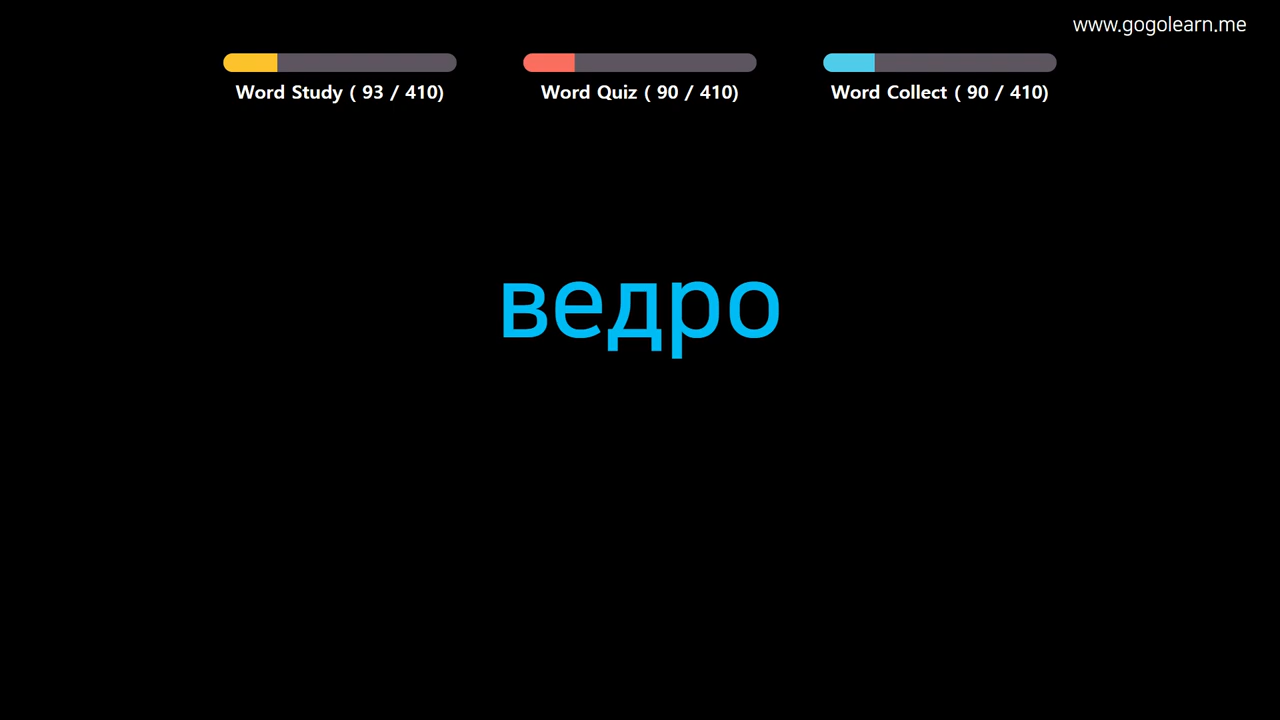 www.gogolearn.me
Word Study ( 93 / 410)
Word Quiz ( 90 / 410)
Word Collect ( 90 / 410)
ведро